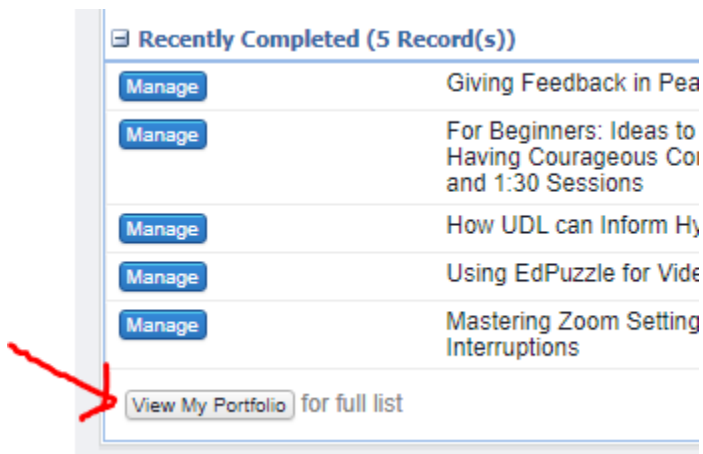 Recently Completed (5 Record(s))
Manage Giving Feedback in Pea
Manage For Beginners: Ideas to
Having Courageous Co
and 1:30 Sessions
Manage How UDL can Inform Hy
Manage Using EdPuzzle for Vide
Manage Mastering Zoom Setting
Interruptions
View My Portfolio for full list